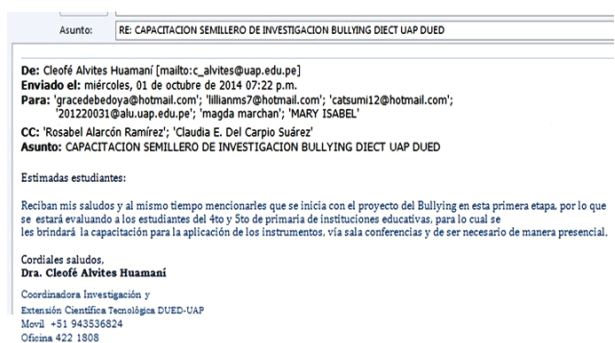 Asunto: RE: CAPACITACION SEMILLERO DE INVESTIGACION BULLYING DIECT UAP DUED
De: Cleofé Alvites Huamaní [mailto:c_alvites@uap.edu.pe]
Enviado el: miércoles, 01 de octubre de 2014 07:22 p.m.
Para: 'gracedebedoya@hotmail.com'; 'lillianms7@hotmail.com'; 'catsumi12@hotmail.com';
'201220031@alu.uap.edu.pe'; 'magda marchan'; 'MARY ISABEL'
CC: 'Rosabel Alarcón Ramírez'; 'Claudia E. Del Carpio Suárez'
Asunto: CAPACITACION SEMILLERO DE INVESTIGACION BULLYING DIECT UAP DUED
Estimadas estudiantes:
Reciban mis saludos y al mismo tiempo mencionarles que se inicia con el proyecto del Bullying en esta primera etapa, por lo que
se estará evaluando a los estudiantes del 4to y 5to de primaria de instituciones educativas, para lo cual se
les brindará la capacitación para la aplicación de los instrumentos, vía sala conferencias y de ser necesario de manera presencial.
Cordiales saludos,
Dra. Cleofé Alvites Huamaní
Coordinadora Investigación y
Extensión Científica Tecnológica DUED-UAP
Movil +51 943536824
Oficina 422 1808